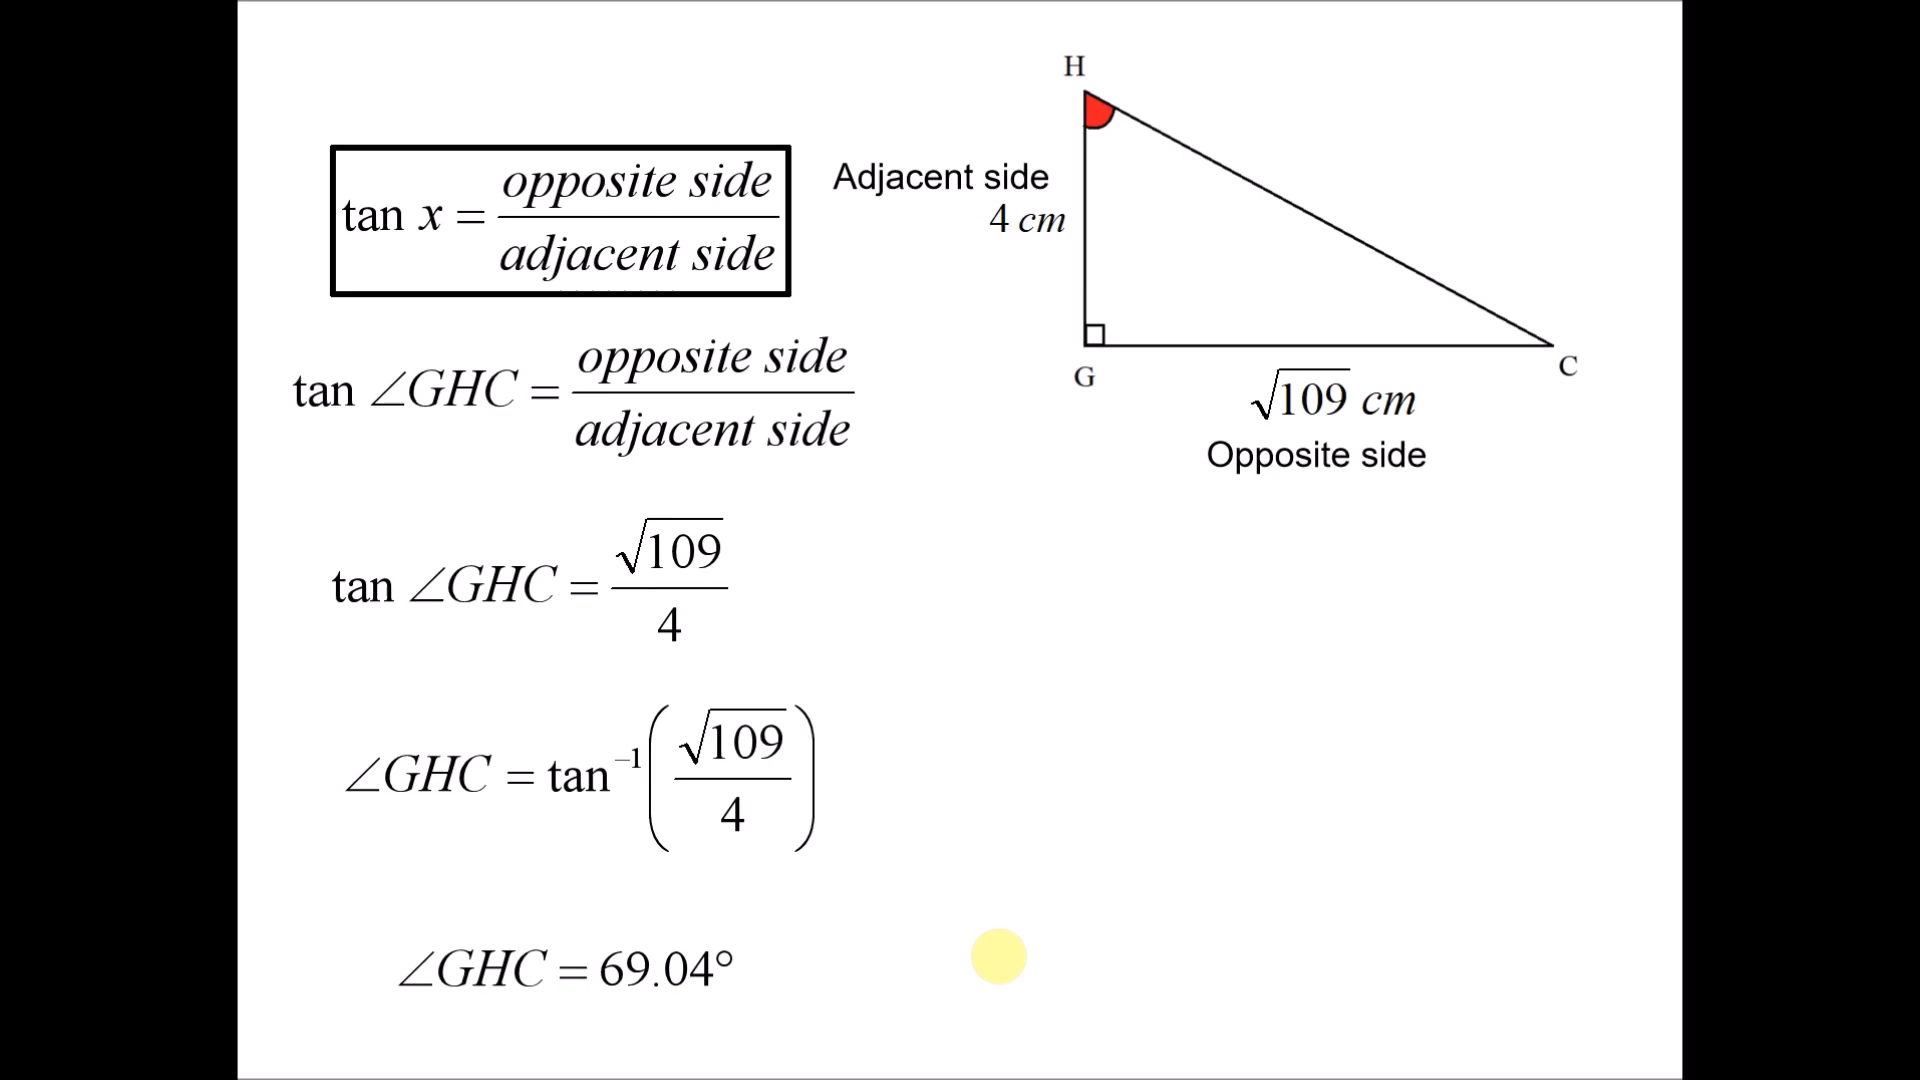 tan x = opposite side / adjacent side
H
Adjacent side
4 cm
tan ∠GHC = opposite side / adjacent side
G
C
√109 cm
Opposite side
tan ∠GHC = √109 / 4
∠GHC = tan⁻¹(√109 / 4)
∠GHC = 69.04°